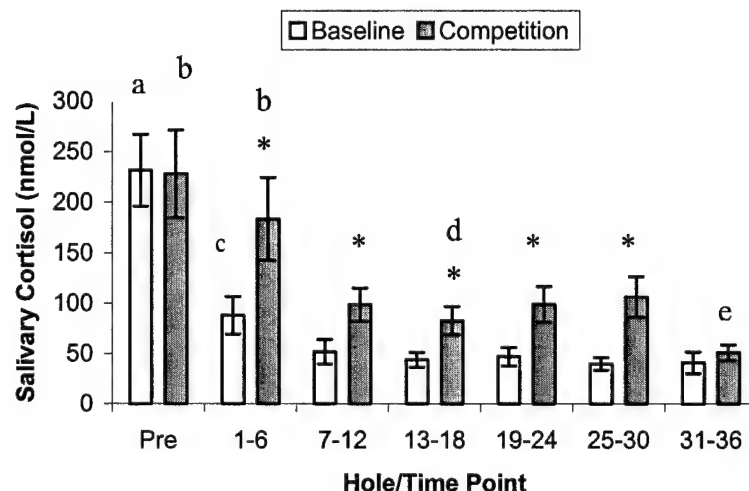 Baseline Competition
a b b
300
250 *
200
150 c * d * *
*
100
50 e
0
Pre 1-6 7-12 13-18 19-24 25-30 31-36
Hole/Time Point
Salivary Cortisol (nmol/L)